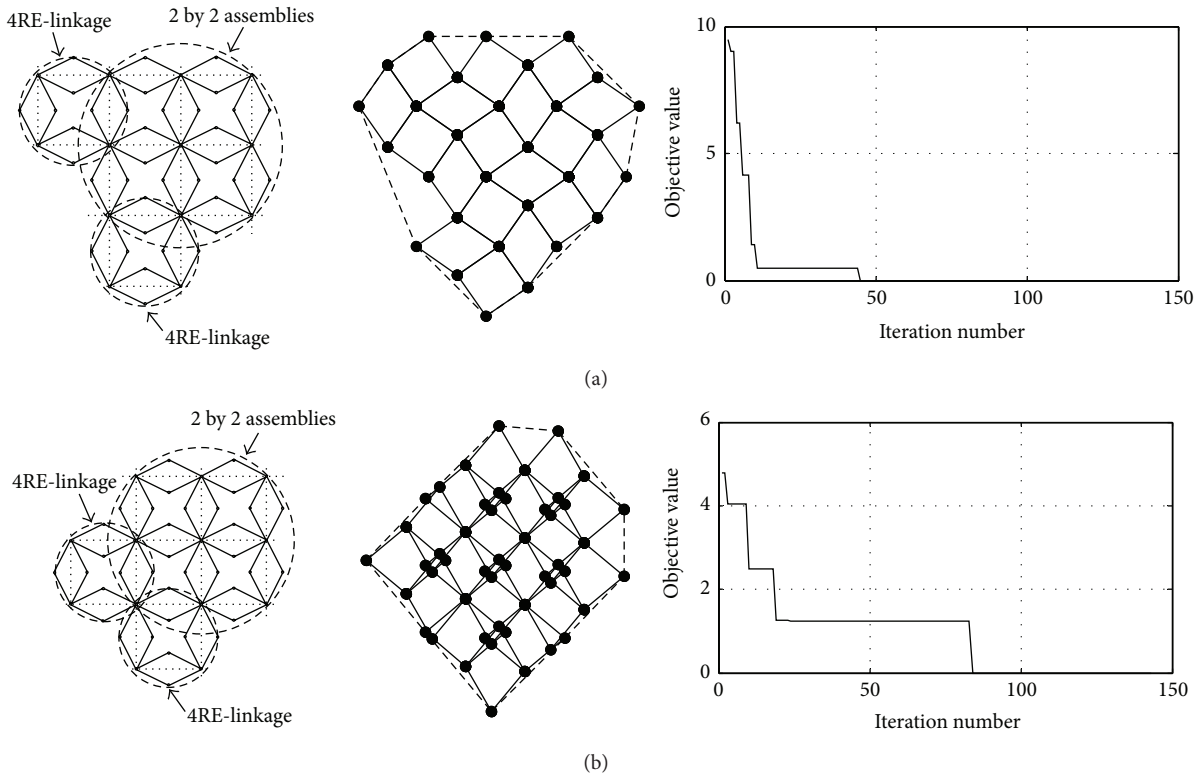 4RE-linkage
2 by 2 assemblies
4RE-linkage
10
5
0
Objective value
0
50
100
150
Iteration number
(a)
2 by 2 assemblies
4RE-linkage
4RE-linkage
6
4
2
0
Objective value
0
50
100
150
Iteration number
(b)